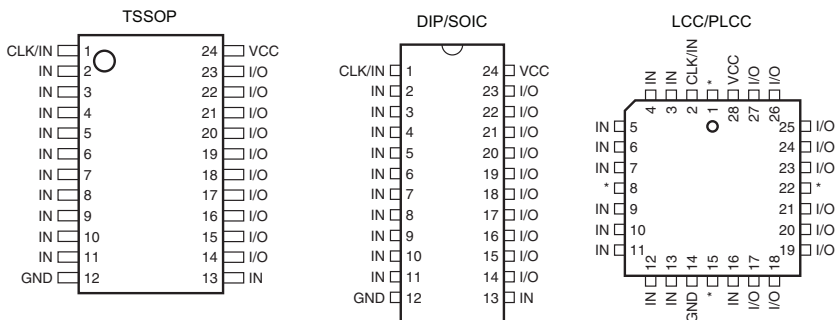 TSSOP
CLK/IN 1 24 VCC
IN 2 23 I/O
IN 3 22 I/O
IN 4 21 I/O
IN 5 20 I/O
IN 6 19 I/O
IN 7 18 I/O
IN 8 17 I/O
IN 9 16 I/O
IN 10 15 I/O
IN 11 14 I/O
GND 12 13 IN
DIP/SOIC
CLK/IN 1 24 VCC
IN 2 23 I/O
IN 3 22 I/O
IN 4 21 I/O
IN 5 20 I/O
IN 6 19 I/O
IN 7 18 I/O
IN 8 17 I/O
IN 9 16 I/O
IN 10 15 I/O
IN 11 14 I/O
GND 12 13 IN
LCC/PLCC
IN IN CLK/IN * VCC I/O I/O
4 3 2 1 28 27 26
IN 5 25 I/O
IN 6 24 I/O
IN 7 23 I/O
* 8 22 *
IN 9 21 I/O
IN 10 20 I/O
IN 11 19 I/O
12 13 14 15 16 17 18
IN IN GND * IN I/O I/O